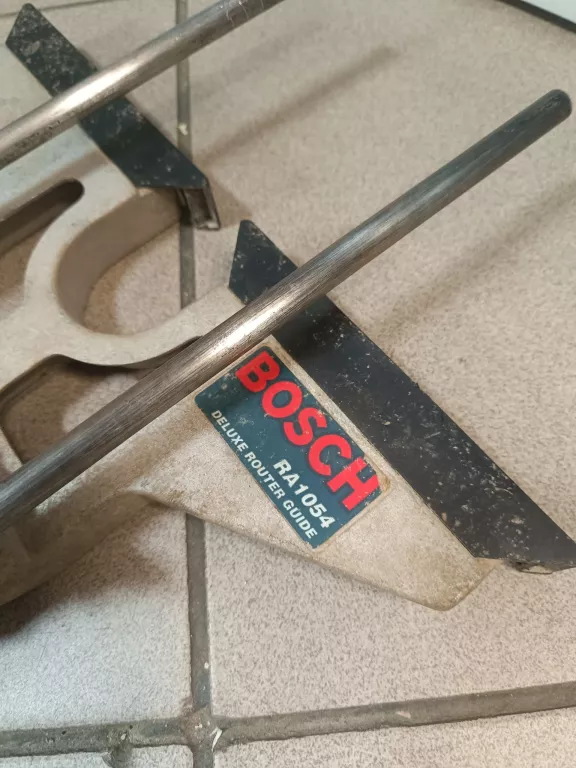 BOSCH
RA1054
DELUXE ROUTER GUIDE